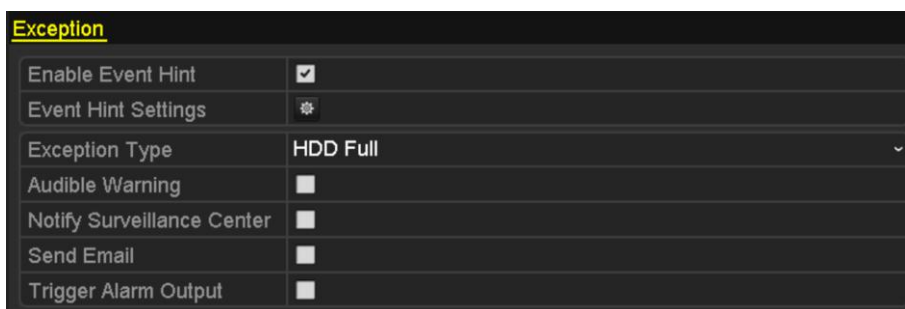 Exception
Enable Event Hint
Event Hint Settings
Exception Type HDD Full
Audible Warning
Notify Surveillance Center
Send Email
Trigger Alarm Output